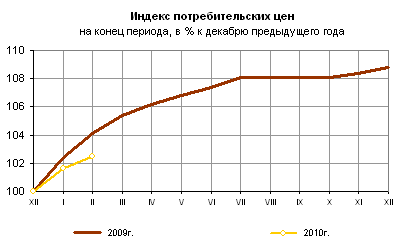 Индекс потребительских цен
на конец периода, в % к декабрю предыдущего года
110
108
106
104
102
100
XII I II III IV V VI VII VIII IX X XI XII
2009г. 2010г.